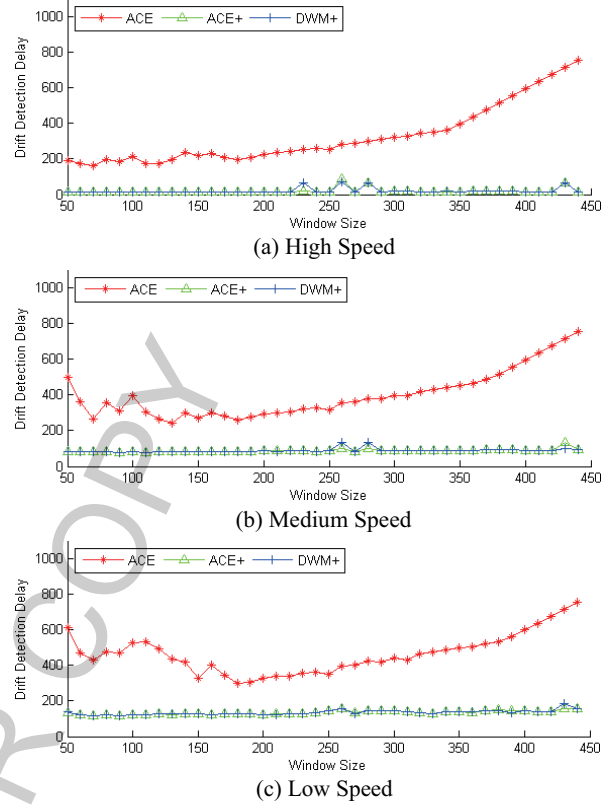 ACE ACE+ DWM+
1000
800
600
400
200
0
Drift Detection Delay
50 100 150 200 250 300 350 400 450
Window Size
(a) High Speed
ACE ACE+ DWM+
1000
800
600
400
200
0
Drift Detection Delay
50 100 150 200 250 300 350 400 450
Window Size
(b) Medium Speed
ACE ACE+ DWM+
1000
800
600
400
200
0
Drift Detection Delay
50 100 150 200 250 300 350 400 450
Window Size
(c) Low Speed
R COPY